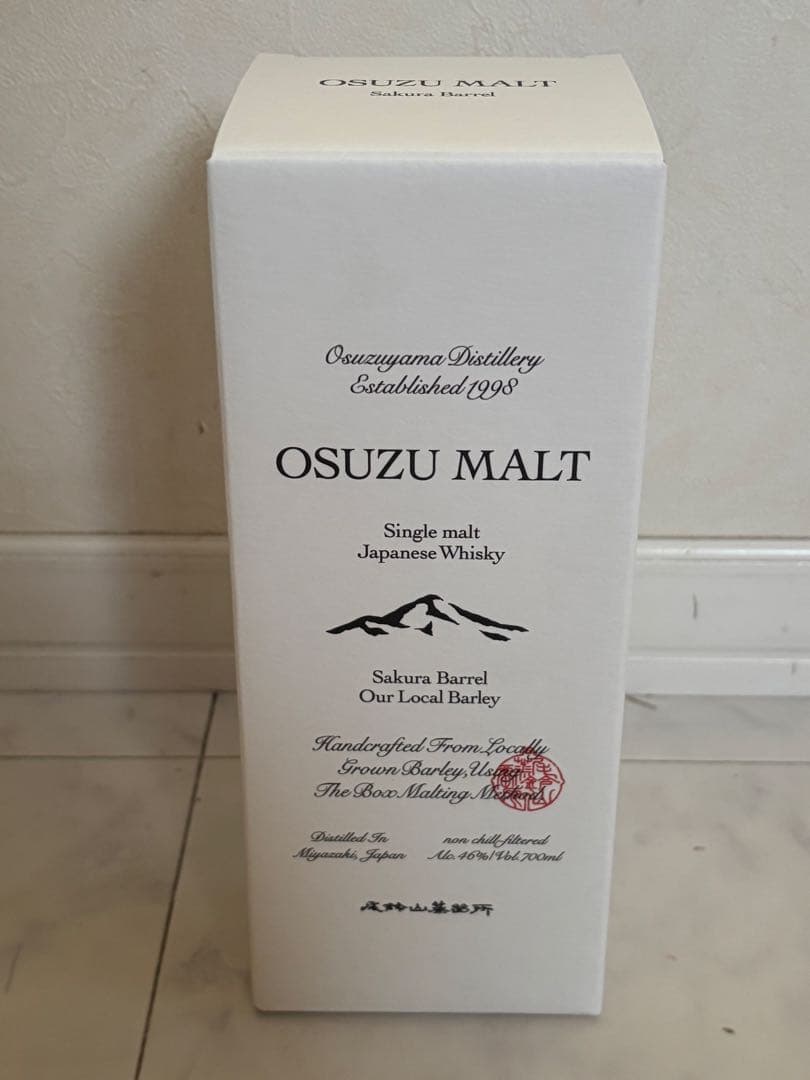 OSUZU MALT
Sakura Barrel
Osuzuyama Distillery
Established 1998
OSUZU MALT
Single malt
Japanese Whisky
Sakura Barrel
Our Local Barley
Handcrafted From Locally
Grown Barley, Using
The Box Malting Method.
Distilled In
Miyazaki, Japan
non chill-filtered
Alc. 46%/Vol. 700ml
尾鈴山蒸留所